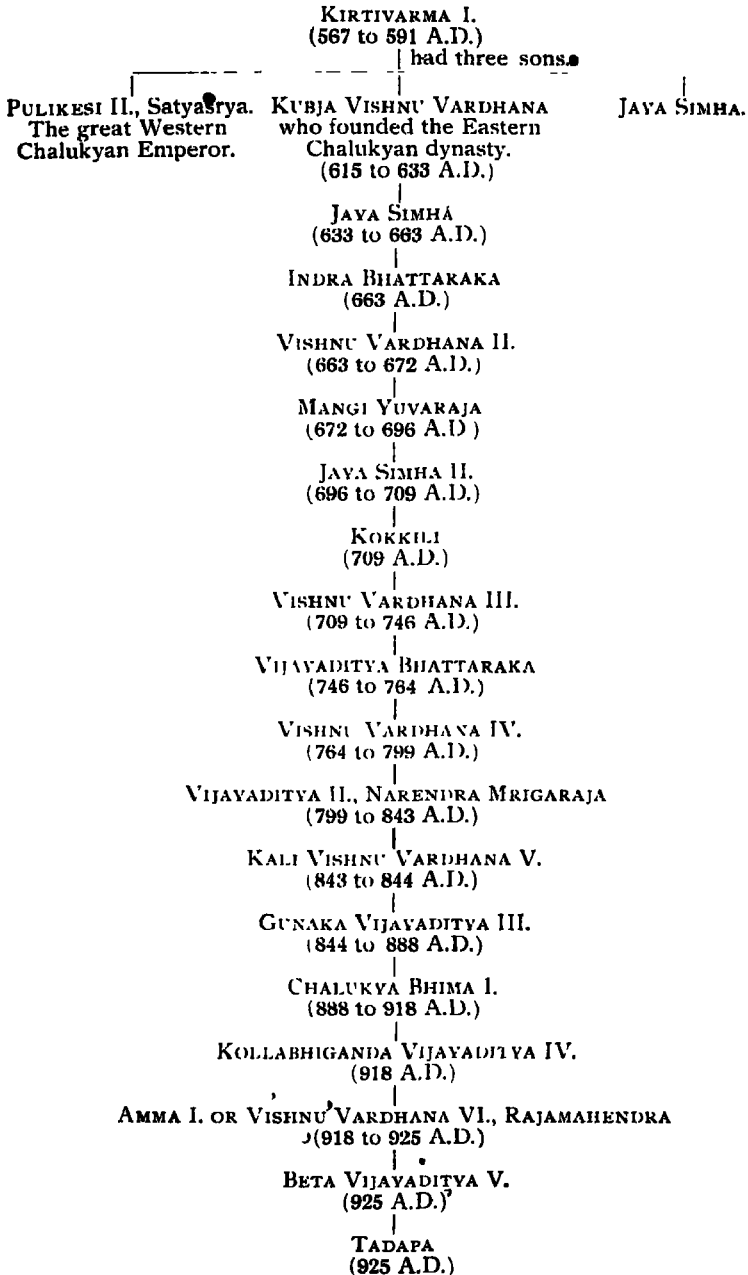 KIRTIVARMA I.
(567 to 591 A.D.)
had three sons.
PULIKESI II., Satyasrya.
The great Western
Chalukyan Emperor.
KUBJA VISHNU VARDHANA
who founded the Eastern
Chalukyan dynasty.
(615 to 633 A.D.)
JAYA SIMHA.
JAYA SIMHÁ
(633 to 663 A.D.)
INDRA BHATTARAKA
(663 A.D.)
VISHNU VARDHANA II.
(663 to 672 A.D.)
MANGI YUVARAJA
(672 to 696 A.D.)
JAYA SIMHA II.
(696 to 709 A.D.)
KOKKILI
(709 A.D.)
VISHNU VARDHANA III.
(709 to 746 A.D.)
VIJAYADITYA BHATTARAKA
(746 to 764 A.D.)
VISHNU VARDHANA IV.
(764 to 799 A.D.)
VIJAYADITYA II., NARENDRA MRIGARAJA
(799 to 843 A.D.)
KALI VISHNU VARDHANA V.
(843 to 844 A.D.)
GUNAKA VIJAYADITYA III.
(844 to 888 A.D.)
CHALUKYA BHIMA I.
(888 to 918 A.D.)
KOLLABHIGANDA VIJAYADITYA IV.
(918 A.D.)
AMMA I. OR VISHNU VARDHANA VI., RAJAMAHENDRA
(918 to 925 A.D.)
BETA VIJAYADITYA V.
(925 A.D.)
TADAPA
(925 A.D.)